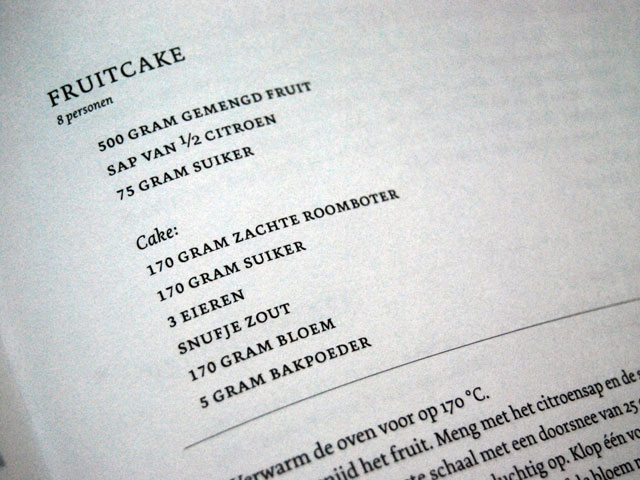 FRUITCAKE
8 personen
500 GRAM GEMENGD FRUIT
SAP VAN 1/2 CITROEN
75 GRAM SUIKER
Cake:
170 GRAM ZACHTE ROOMBOTER
170 GRAM SUIKER
3 EIEREN
SNUFJE ZOUT
170 GRAM BLOEM
5 GRAM BAKPOEDER
Verwarm de oven voor op 170 °C.
het fruit. Meng met het citroensap en de
schaal met een doorsnee van 25
luchtig op. Klop één
bloem